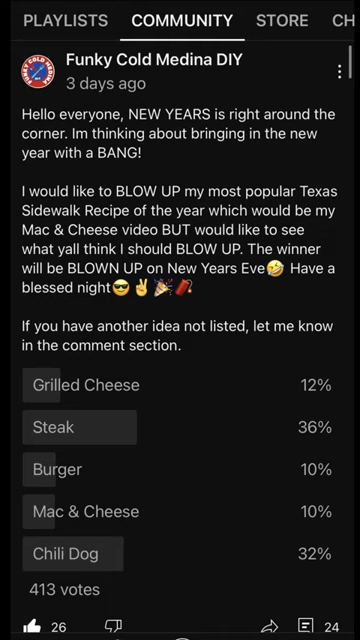 PLAYLISTS COMMUNITY STORE CH
Funky Cold Medina DIY
3 days ago
Hello everyone, NEW YEARS is right around the
corner. Im thinking about bringing in the new
year with a BANG!
I would like to BLOW UP my most popular Texas
Sidewalk Recipe of the year which would be my
Mac & Cheese video BUT would like to see
what yall think I should BLOW UP. The winner
will be BLOWN UP on New Years Eve🤣 Have a
blessed night😎✌️🎉🧨
If you have another idea not listed, let me know
in the comment section.
Grilled Cheese 12%
Steak 36%
Burger 10%
Mac & Cheese 10%
Chili Dog 32%
413 votes
26 24